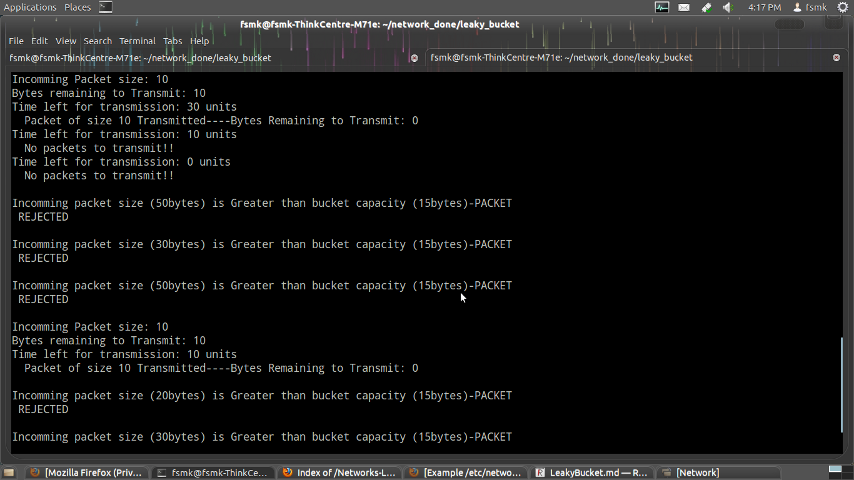 Applications Places 4:17 PM fsmk
fsmk@fsmk-ThinkCentre-M71e: ~/network_done/leaky_bucket
File Edit View Search Terminal Tabs Help
fsmk@fsmk-ThinkCentre-M71e: ~/network_done/leaky_bucket fsmk@fsmk-ThinkCentre-M71e: ~/network_done/leaky_bucket
Incomming Packet size: 10
Bytes remaining to Transmit: 10
Time left for transmission: 30 units
Packet of size 10 Transmitted----Bytes Remaining to Transmit: 0
Time left for transmission: 10 units
No packets to transmit!!
Time left for transmission: 0 units
No packets to transmit!!
Incomming packet size (50bytes) is Greater than bucket capacity (15bytes)-PACKET
REJECTED
Incomming packet size (30bytes) is Greater than bucket capacity (15bytes)-PACKET
REJECTED
Incomming packet size (50bytes) is Greater than bucket capacity (15bytes)-PACKET
REJECTED
Incomming Packet size: 10
Bytes remaining to Transmit: 10
Time left for transmission: 10 units
Packet of size 10 Transmitted----Bytes Remaining to Transmit: 0
Incomming packet size (20bytes) is Greater than bucket capacity (15bytes)-PACKET
REJECTED
Incomming packet size (30bytes) is Greater than bucket capacity (15bytes)-PACKET
[Mozilla Firefox (Priv... fsmk@fsmk-ThinkCe... Index of /Networks-L... [Example /etc/netwo... LeakyBucket.md — R... [Network]